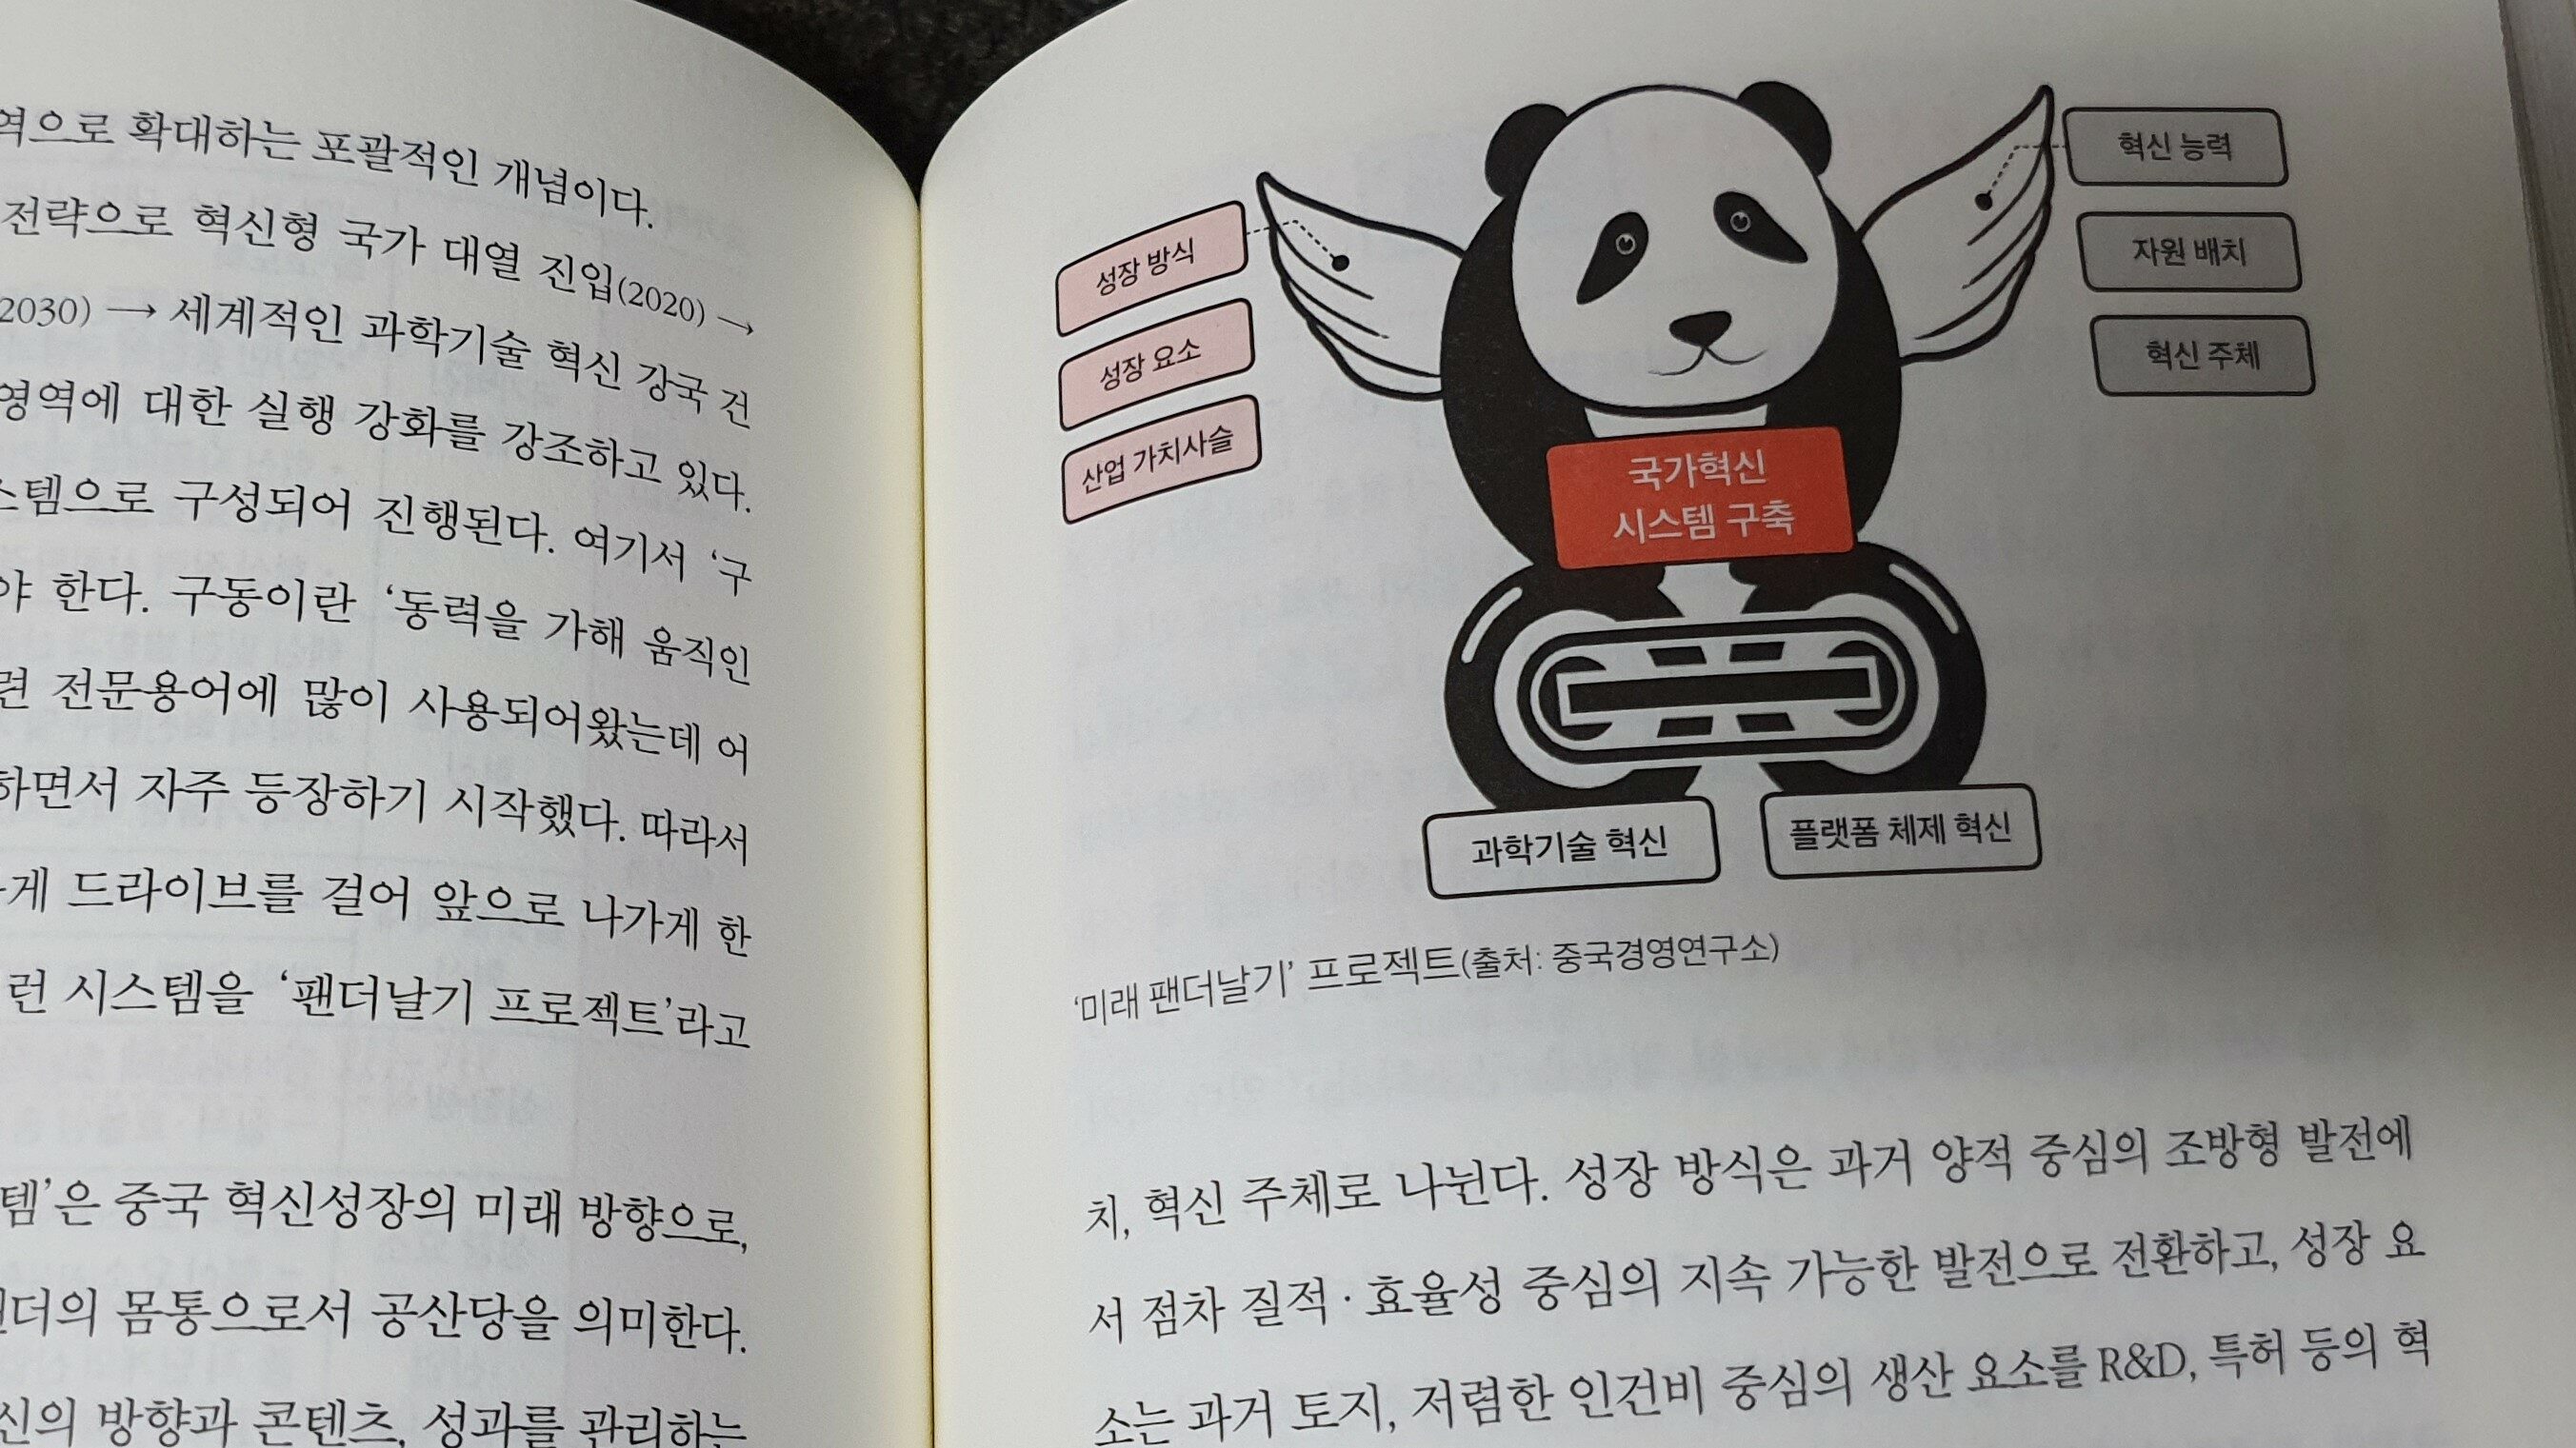 역으로 확대하는 포괄적인 개념이다.
전략으로 혁신형 국가 대열 진입(2020) →
2030) → 세계적인 과학기술 혁신 강국 건
영역에 대한 실행 강화를 강조하고 있다.
스템으로 구성되어 진행된다. 여기서 ‘구
야 한다. 구동이란 ‘동력을 가해 움직인
련 전문용어에 많이 사용되어왔는데 어
하면서 자주 등장하기 시작했다. 따라서
게 드라이브를 걸어 앞으로 나가게 한
런 시스템을 ‘팬더날기 프로젝트’라고
템’은 중국 혁신성장의 미래 방향으로,
더의 몸통으로서 공산당을 의미한다.
신의 방향과 콘텐츠, 성과를 관리하는
성장 방식
성장 요소
산업 가치사슬
혁신 능력
자원 배치
혁신 주체
국가혁신
시스템 구축
과학기술 혁신
플랫폼 체제 혁신
‘미래 팬더날기’ 프로젝트(출처: 중국경영연구소)
치, 혁신 주체로 나뉜다. 성장 방식은 과거 양적 중심의 조방형 발전에
서 점차 질적·효율성 중심의 지속 가능한 발전으로 전환하고, 성장 요
소는 과거 토지, 저렴한 인건비 중심의 생산 요소를 R&D, 특허 등의 혁